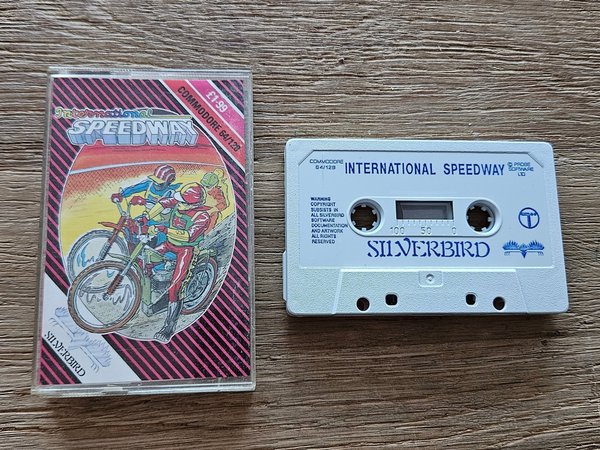 International
SPEEDWAY
£1·99
COMMODORE 64/128
SILVERBIRD
COMMODORE
64/128
INTERNATIONAL SPEEDWAY
© PROBE
SOFTWARE
LTD
WARNING
COPYRIGHT
SUBSISTS IN
ALL SILVERBIRD
SOFTWARE
DOCUMENTATION
AND ARTWORK
ALL RIGHTS
RESERVED
100 50 0
SILVERBIRD